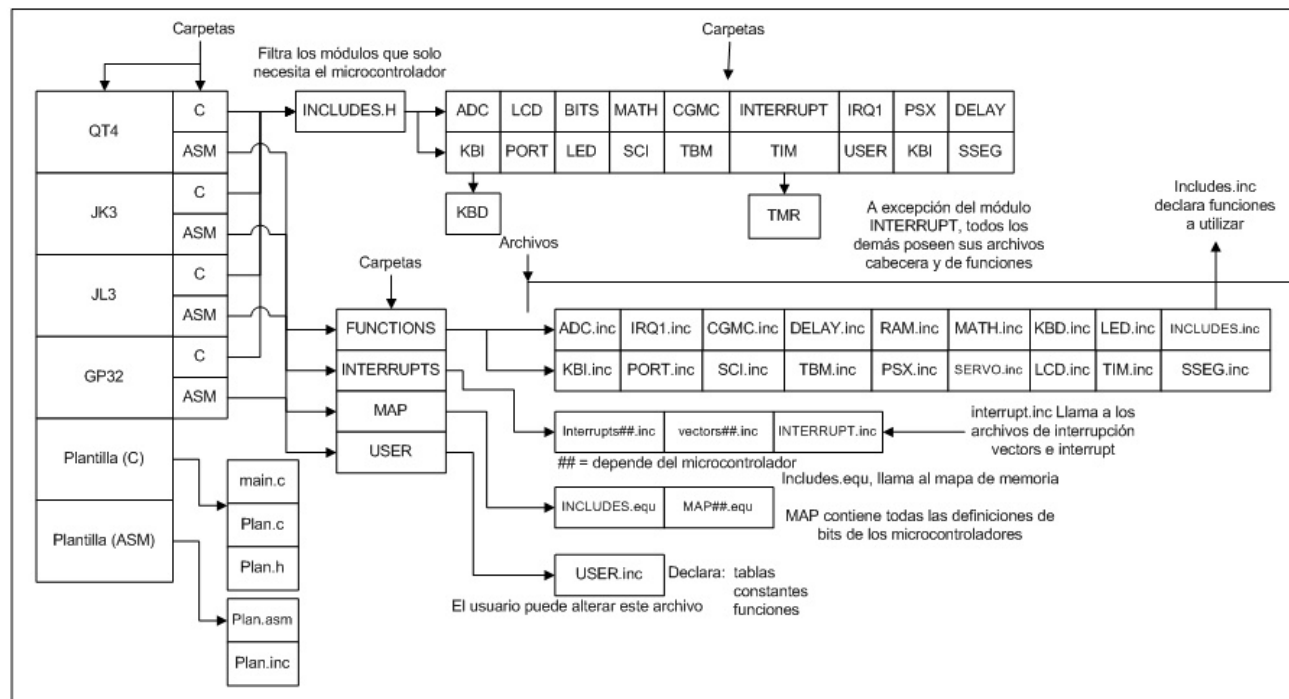 Carpetas
QT4
C
ASM
JK3
C
ASM
JL3
C
ASM
GP32
C
ASM
Plantilla (C)
Plantilla (ASM)
main.c
Plan.c
Plan.h
Plan.asm
Plan.inc
Filtra los módulos que solo
necesita el microcontrolador
INCLUDES.H
Carpetas
ADC LCD BITS MATH CGMC INTERRUPT IRQ1 PSX DELAY
KBI PORT LED SCI TBM TIM USER KBI SSEG
KBD
TMR
A excepción del módulo
INTERRUPT, todos los
demás poseen sus archivos
cabecera y de funciones
Includes.inc
declara funciones
a utilizar
Archivos
Carpetas
FUNCTIONS
INTERRUPTS
MAP
USER
ADC.inc IRQ1.inc CGMC.inc DELAY.inc RAM.inc MATH.inc KBD.inc LED.inc INCLUDES.inc
KBI.inc PORT.inc SCI.inc TBM.inc PSX.inc SERVO.inc LCD.inc TIM.inc SSEG.inc
Interrupts##.inc vectors##.inc INTERRUPT.inc
interrupt.inc Llama a los
archivos de interrupción
vectors e interrupt
## = depende del microcontrolador
Includes.equ, llama al mapa de memoria
INCLUDES.equ MAP##.equ
MAP contiene todas las definiciones de
bits de los microcontroladores
USER.inc
Declara: tablas
constantes
funciones
El usuario puede alterar este archivo